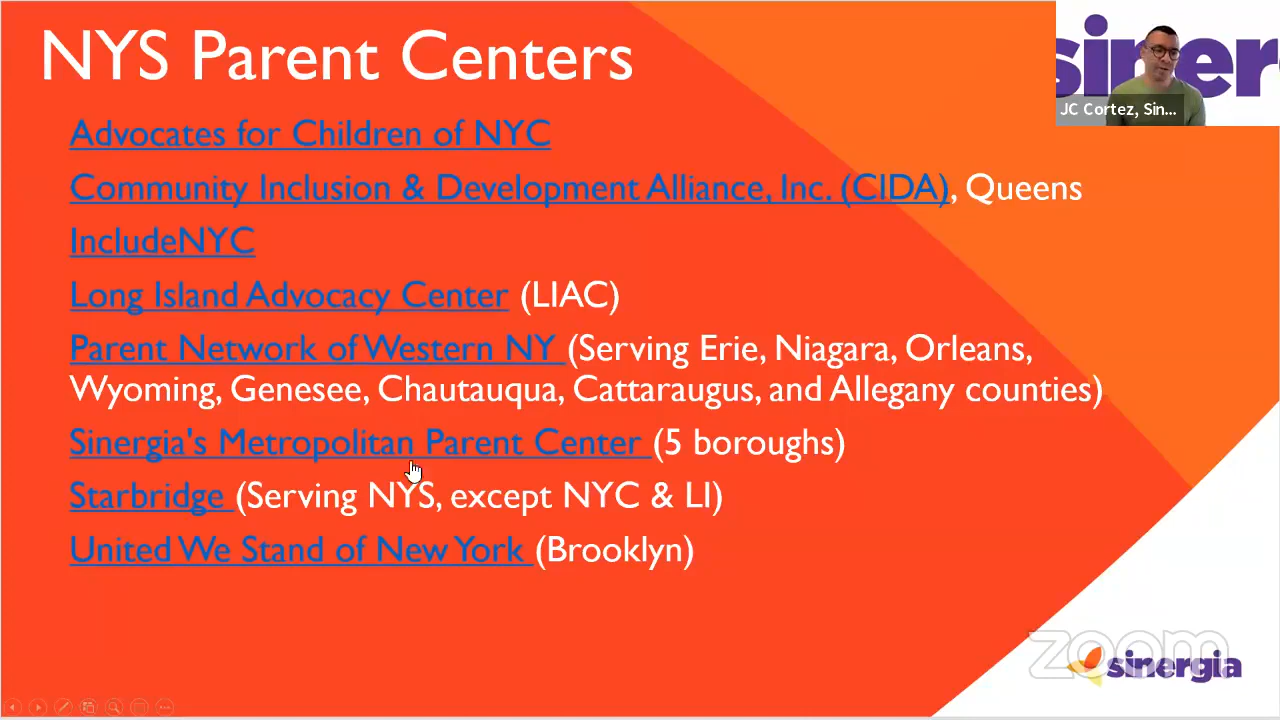 NYS Parent Centers
siner
JC Cortez, Sin...
Advocates for Children of NYC
Community Inclusion & Development Alliance, Inc. (CIDA), Queens
IncludeNYC
Long Island Advocacy Center (LIAC)
Parent Network of Western NY (Serving Erie, Niagara, Orleans,
Wyoming, Genesee, Chautauqua, Cattaraugus, and Allegany counties)
Sinergia's Metropolitan Parent Center (5 boroughs)
Starbridge (Serving NYS, except NYC & LI)
United We Stand of New York (Brooklyn)
zoom
sinergia